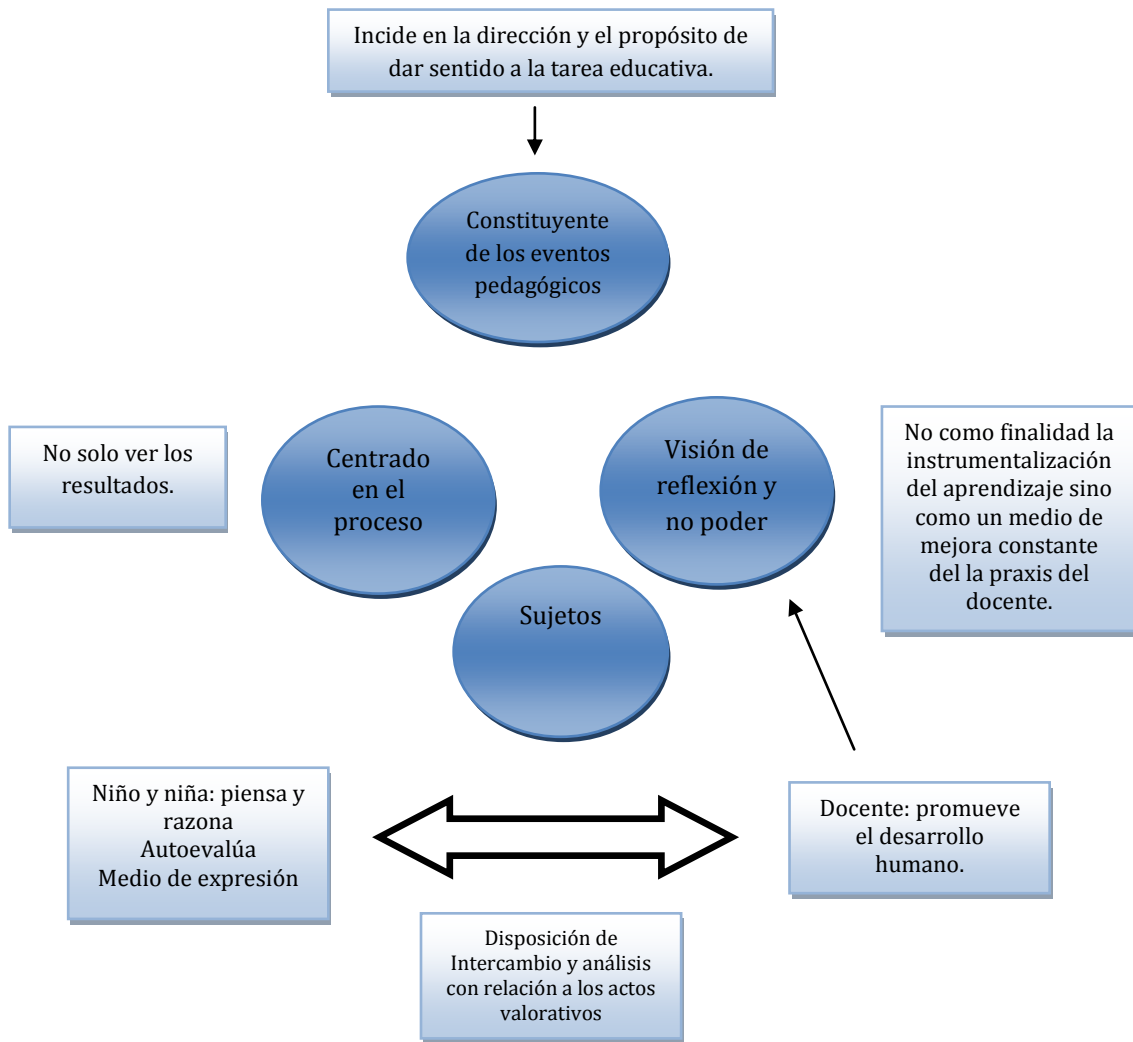 Incide en la dirección y el propósito de
dar sentido a la tarea educativa.
Constituyente
de los eventos
pedagógicos
No solo ver los
resultados.
Centrado
en el
proceso
Visión de
reflexión y
no poder
No como finalidad la
instrumentalización
del aprendizaje sino
como un medio de
mejora constante
del la praxis del
docente.
Sujetos
Niño y niña: piensa y
razona
Autoevalúa
Medio de expresión
Docente: promueve
el desarrollo
humano.
Disposición de
Intercambio y análisis
con relación a los actos
valorativos